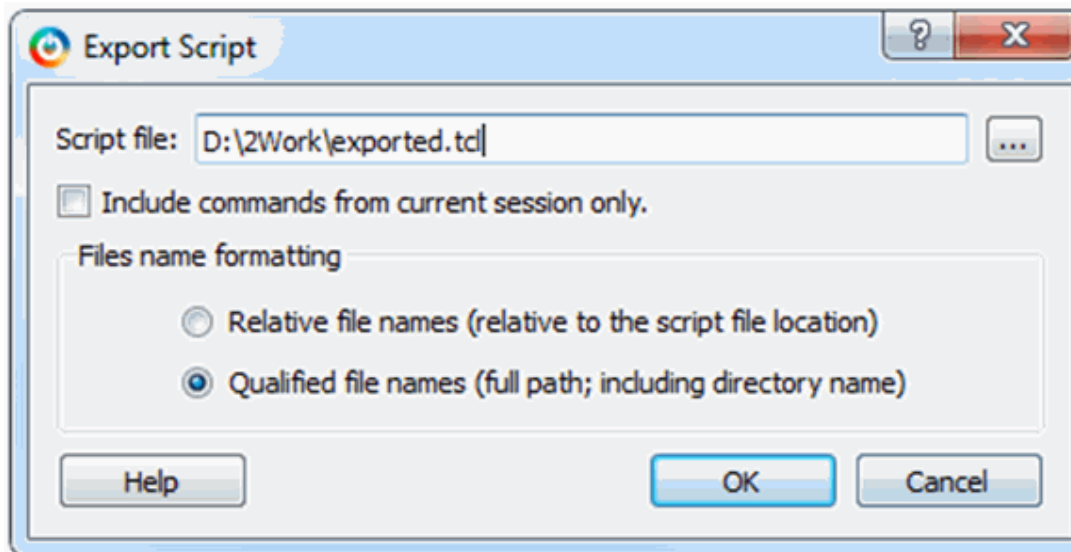 Export Script
Script file: D:\2Work\exported.tcl
...
Include commands from current session only.
Files name formatting
Relative file names (relative to the script file location)
Qualified file names (full path; including directory name)
Help OK Cancel